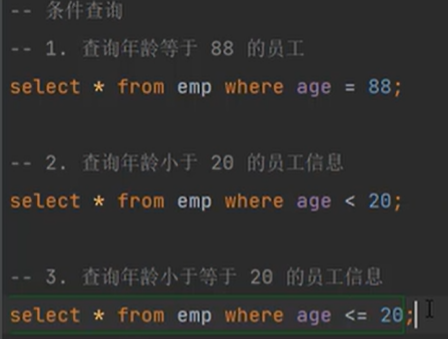 -- 条件查询
-- 1. 查询年龄等于 88 的员工
select * from emp where age = 88;
-- 2. 查询年龄小于 20 的员工信息
select * from emp where age < 20;
-- 3. 查询年龄小于等于 20 的员工信息
select * from emp where age <= 20;